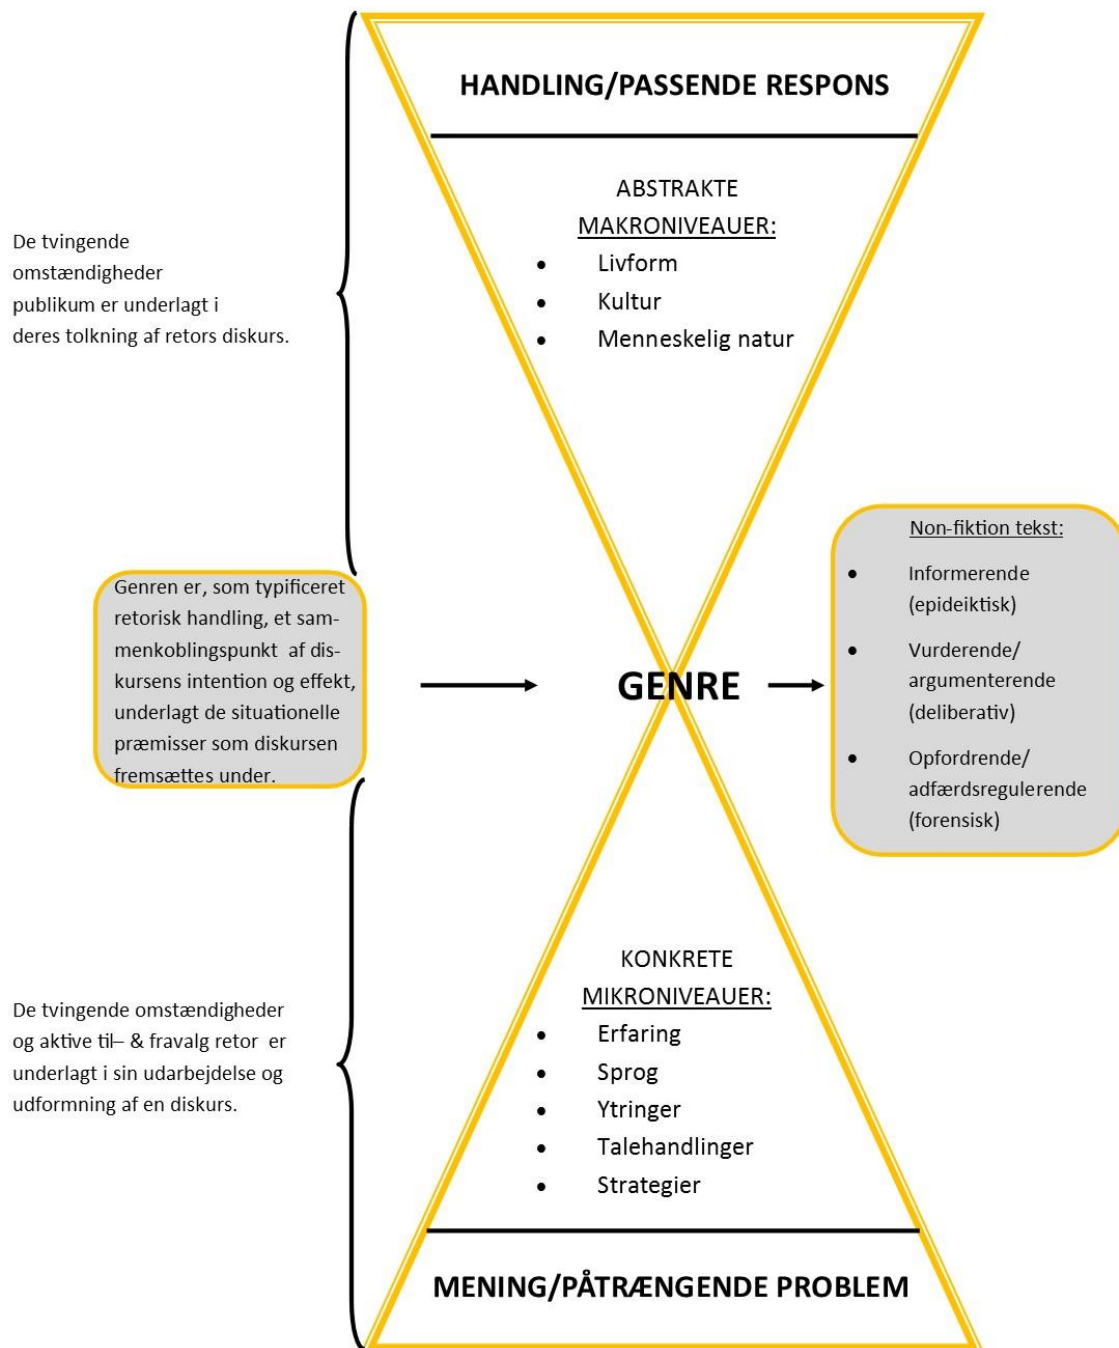 HANDLING/PASSENDE RESPONS
ABSTRAKTE
MAKRONIVEAUER:
• Livform
• Kultur
• Menneskelig natur
De tvingende
omstændigheder
publikum er underlagt i
deres tolkning af retors diskurs.
Genren er, som typificeret
retorisk handling, et sam-
menkoblingspunkt af dis-
kursens intention og effekt,
underlagt de situationelle
præmisser som diskursen
fremsættes under.
GENRE
Non-fiktion tekst:
• Informerende
(epideiktisk)
• Vurderende/
argumenterende
(deliberativ)
• Opfordrende/
adfærdsregulerende
(forensisk)
De tvingende omstændigheder
og aktive til– & fravalg retor er
underlagt i sin udarbejdelse og
udformning af en diskurs.
KONKRETE
MIKRONIVEAUER:
• Erfaring
• Sprog
• Ytringer
• Talehandlinger
• Strategier
MENING/PÅTRÆNGENDE PROBLEM